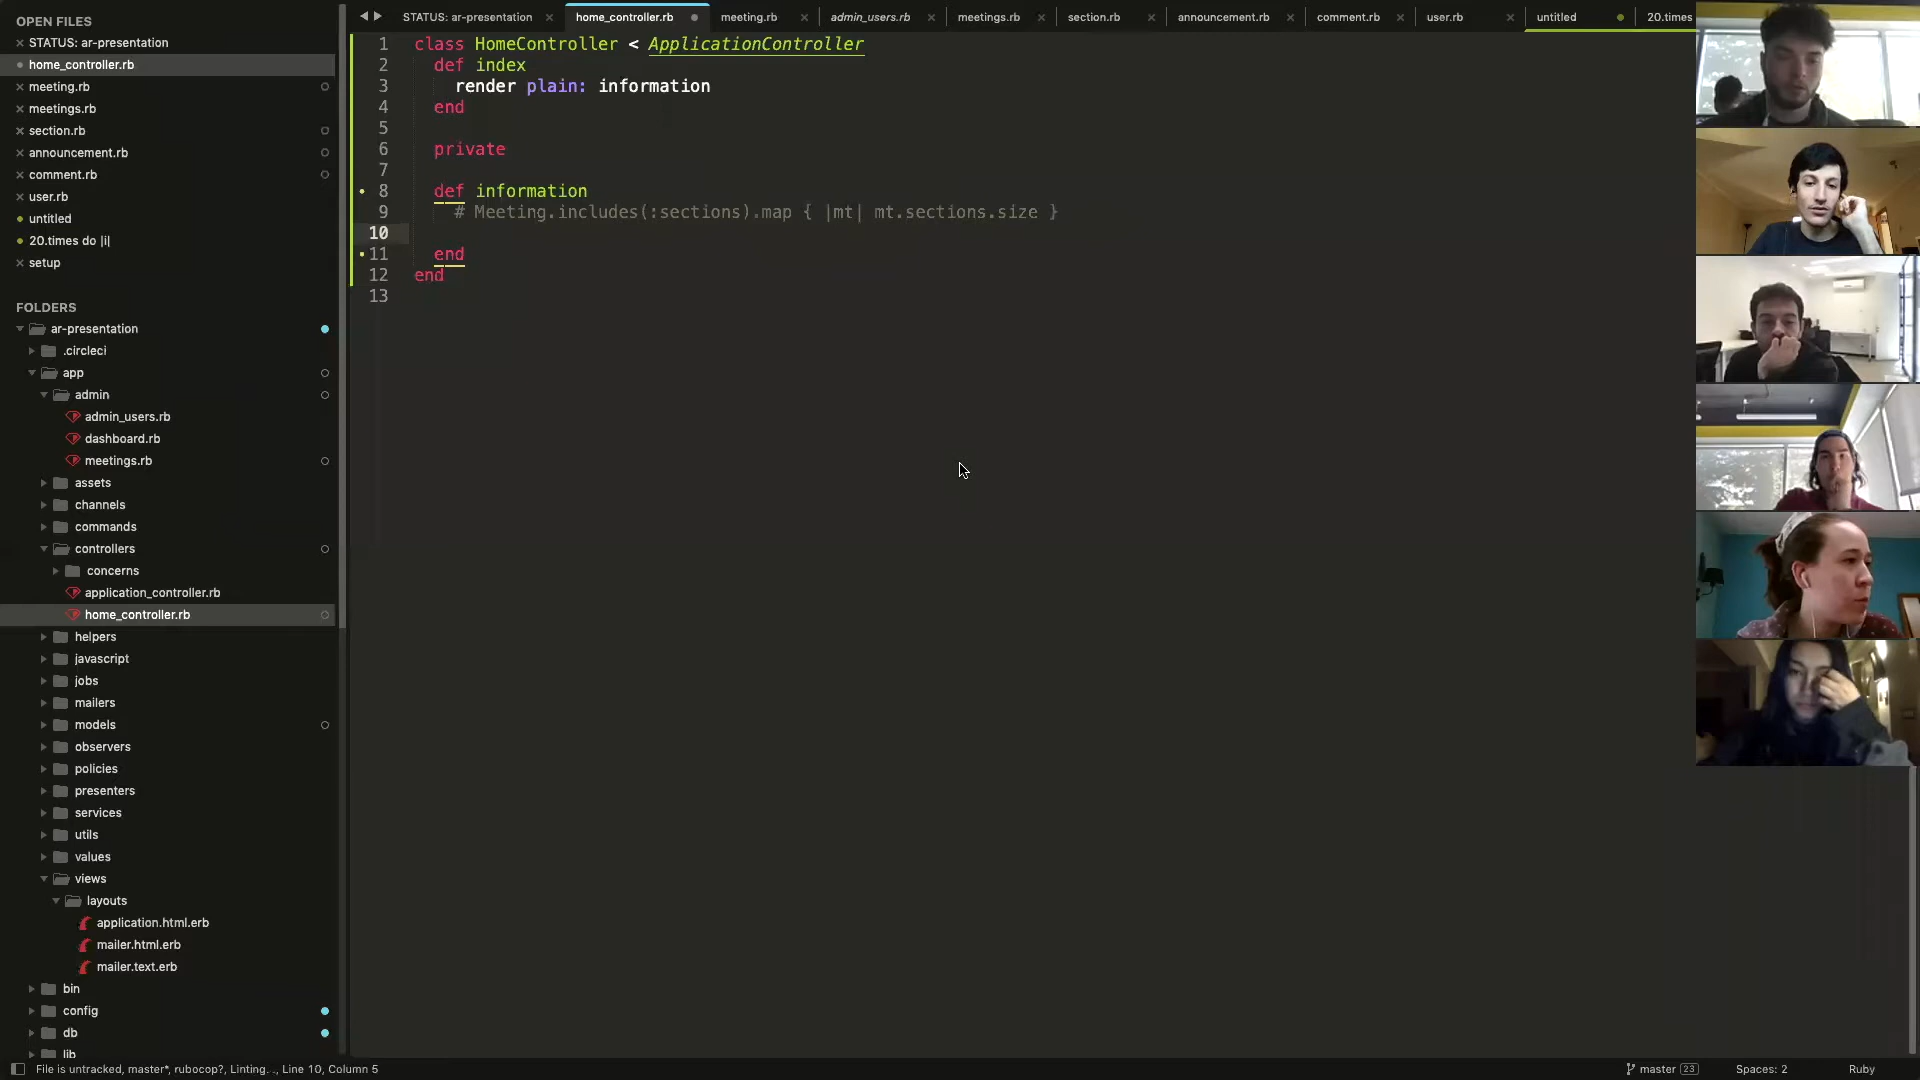 OPEN FILES
STATUS: ar-presentation
home_controller.rb
meeting.rb
meetings.rb
section.rb
announcement.rb
comment.rb
user.rb
untitled
20.times do |i|
setup
FOLDERS
ar-presentation
.circleci
app
admin
admin_users.rb
dashboard.rb
meetings.rb
assets
channels
commands
controllers
concerns
application_controller.rb
home_controller.rb
helpers
javascript
jobs
mailers
models
observers
policies
presenters
services
utils
values
views
layouts
application.html.erb
mailer.html.erb
mailer.text.erb
bin
config
db
lib
STATUS: ar-presentation home_controller.rb meeting.rb admin_users.rb meetings.rb section.rb announcement.rb comment.rb user.rb untitled 20.times
1 class HomeController < ApplicationController
2 def index
3 render plain: information
4 end
5
6 private
7
8 def information
9 # Meeting.includes(:sections).map { |mt| mt.sections.size }
10
11 end
12 end
13
File is untracked, master*, rubocop?, Linting.., Line 10, Column 5 master 23 Spaces: 2 Ruby